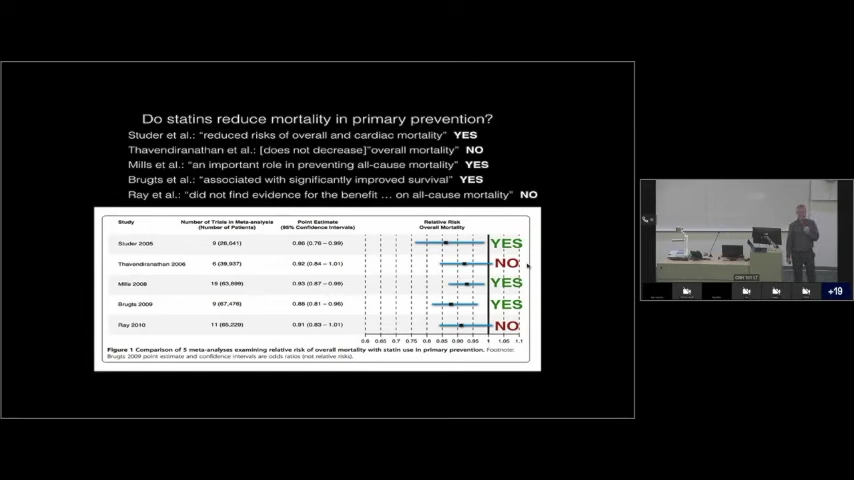 Do statins reduce mortality in primary prevention?
Studer et al.: “reduced risks of overall and cardiac mortality” YES
Thavendiranathan et al.: [does not decrease]“overall mortality” NO
Mills et al.: “an important role in preventing all-cause mortality” YES
Brugts et al.: “associated with significantly improved survival” YES
Ray et al.: “did not find evidence for the benefit ... on all-cause mortality” NO
Study Number of Trials in Meta-analysis (Number of Patients) Point Estimate (95% Confidence Intervals) Relative Risk Overall Mortality
Studer 2005 9 (26,641) 0.86 (0.76 – 0.99) YES
Thavendiranathan 2006 6 (39,937) 0.92 (0.84 – 1.01) NO
Mills 2008 19 (63,899) 0.93 (0.87 – 0.99) YES
Brugts 2009 9 (67,476) 0.88 (0.81 – 0.96) YES
Ray 2010 11 (65,229) 0.91 (0.83 – 1.01) NO
0.6 0.65 0.7 0.75 0.8 0.85 0.90 0.95 1 1.05 1.1
Figure 1 Comparison of 5 meta-analyses examining relative risk of overall mortality with statin use in primary prevention. Footnote:
Brugts 2009 point estimate and confidence intervals are odds ratios (not relative risks).
+19